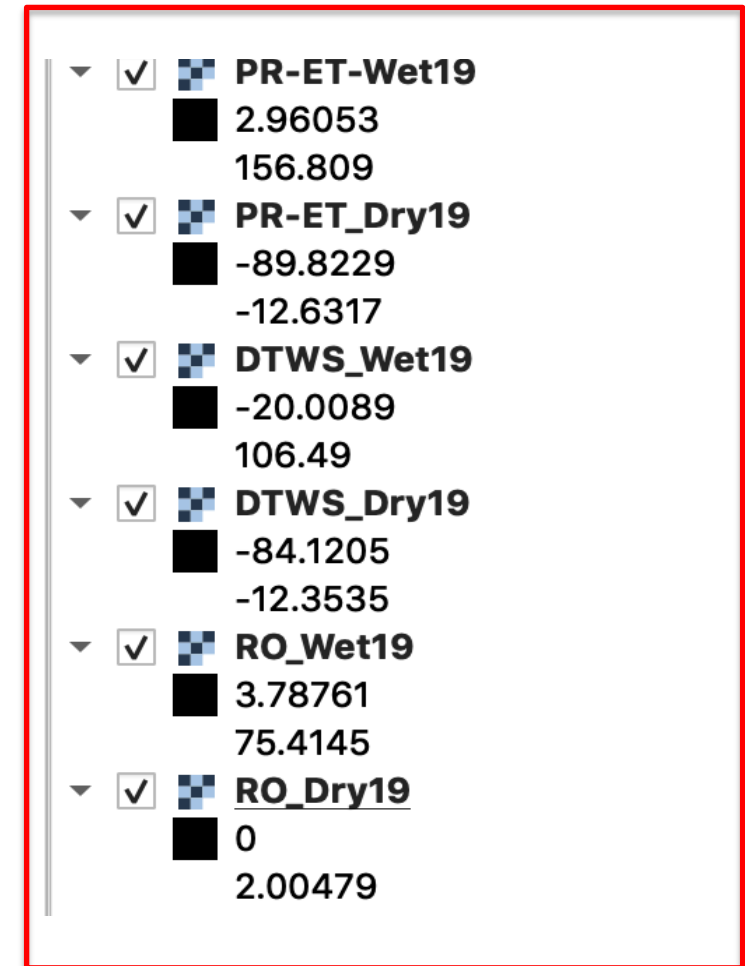 PR-ET-Wet19
2.96053
156.809
PR-ET_Dry19
-89.8229
-12.6317
DTWS_Wet19
-20.0089
106.49
DTWS_Dry19
-84.1205
-12.3535
RO_Wet19
3.78761
75.4145
RO_Dry19
0
2.00479